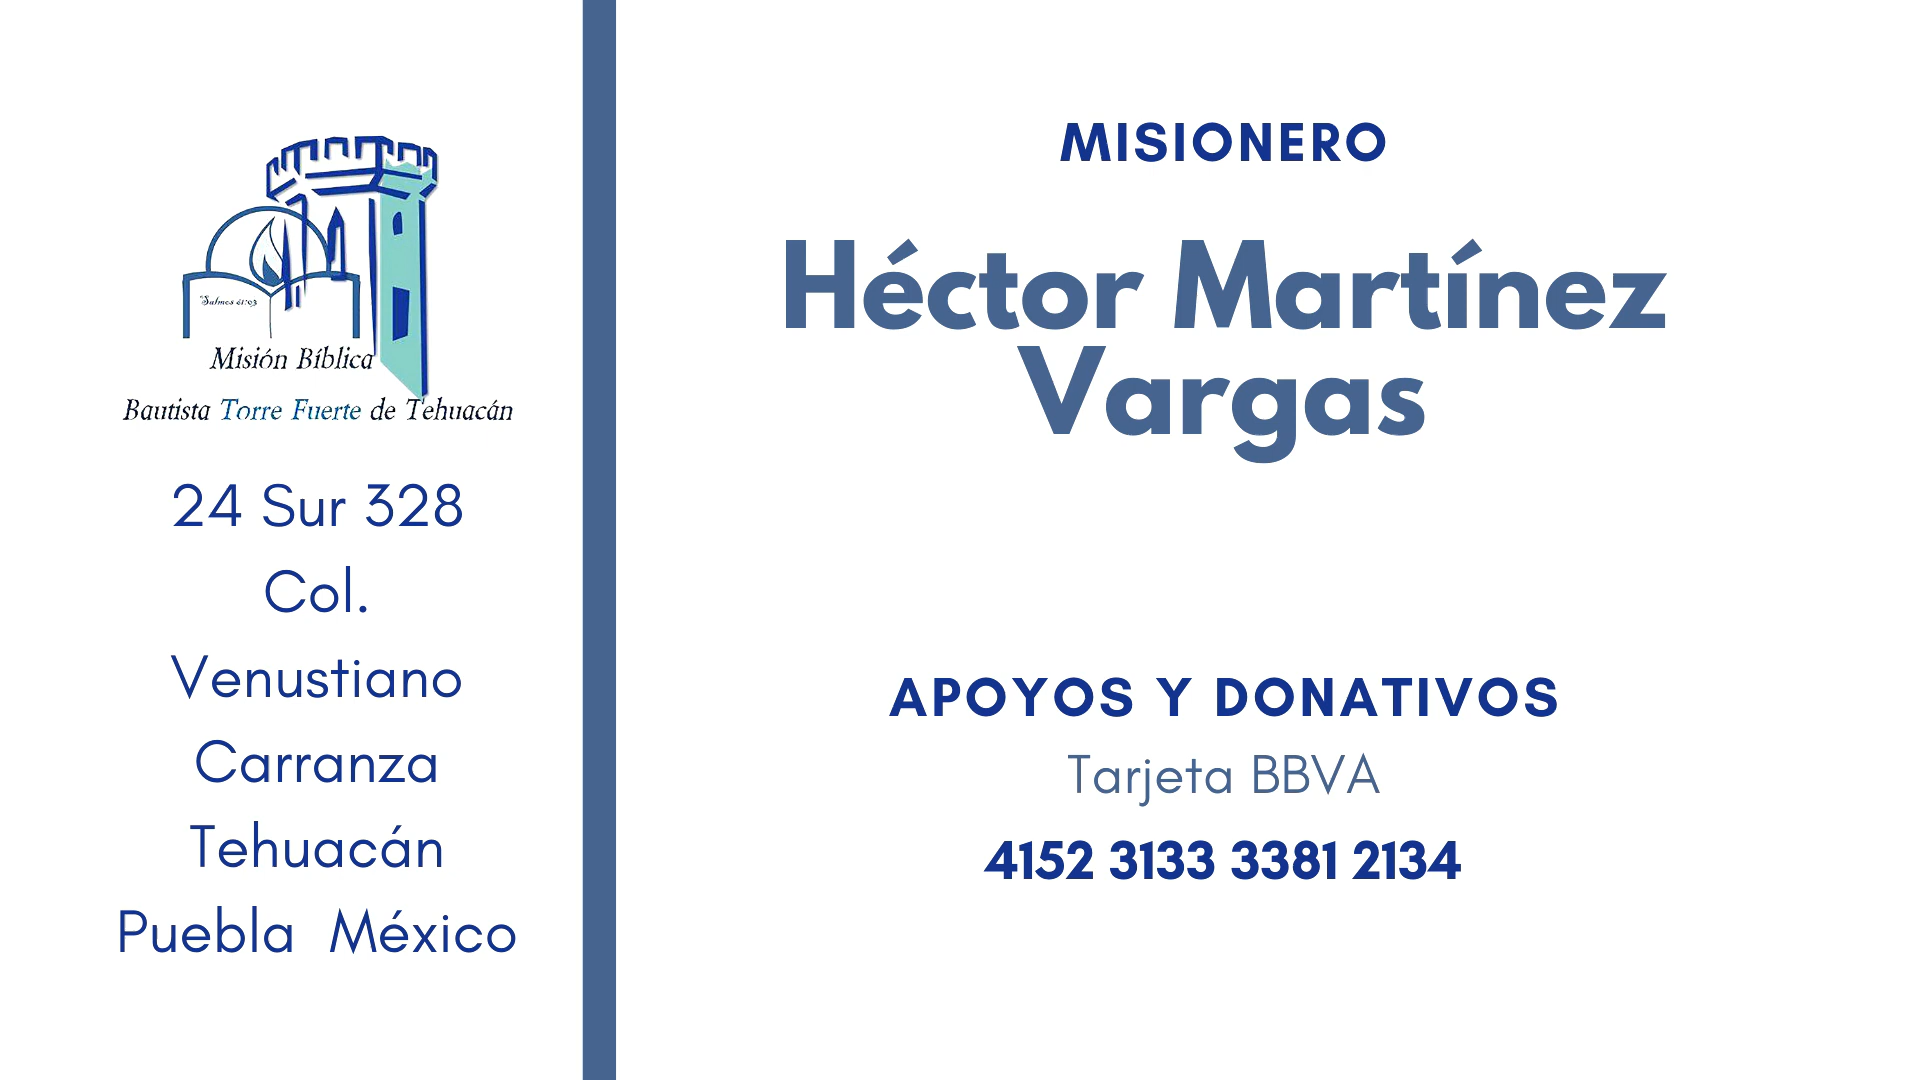 "Salmos 61:03
Misión Bíblica
Bautista Torre Fuerte de Tehuacán
24 Sur 328
Col.
Venustiano
Carranza
Tehuacán
Puebla México
MISIONERO
Héctor Martínez
Vargas
APOYOS Y DONATIVOS
Tarjeta BBVA
4152 3133 3381 2134